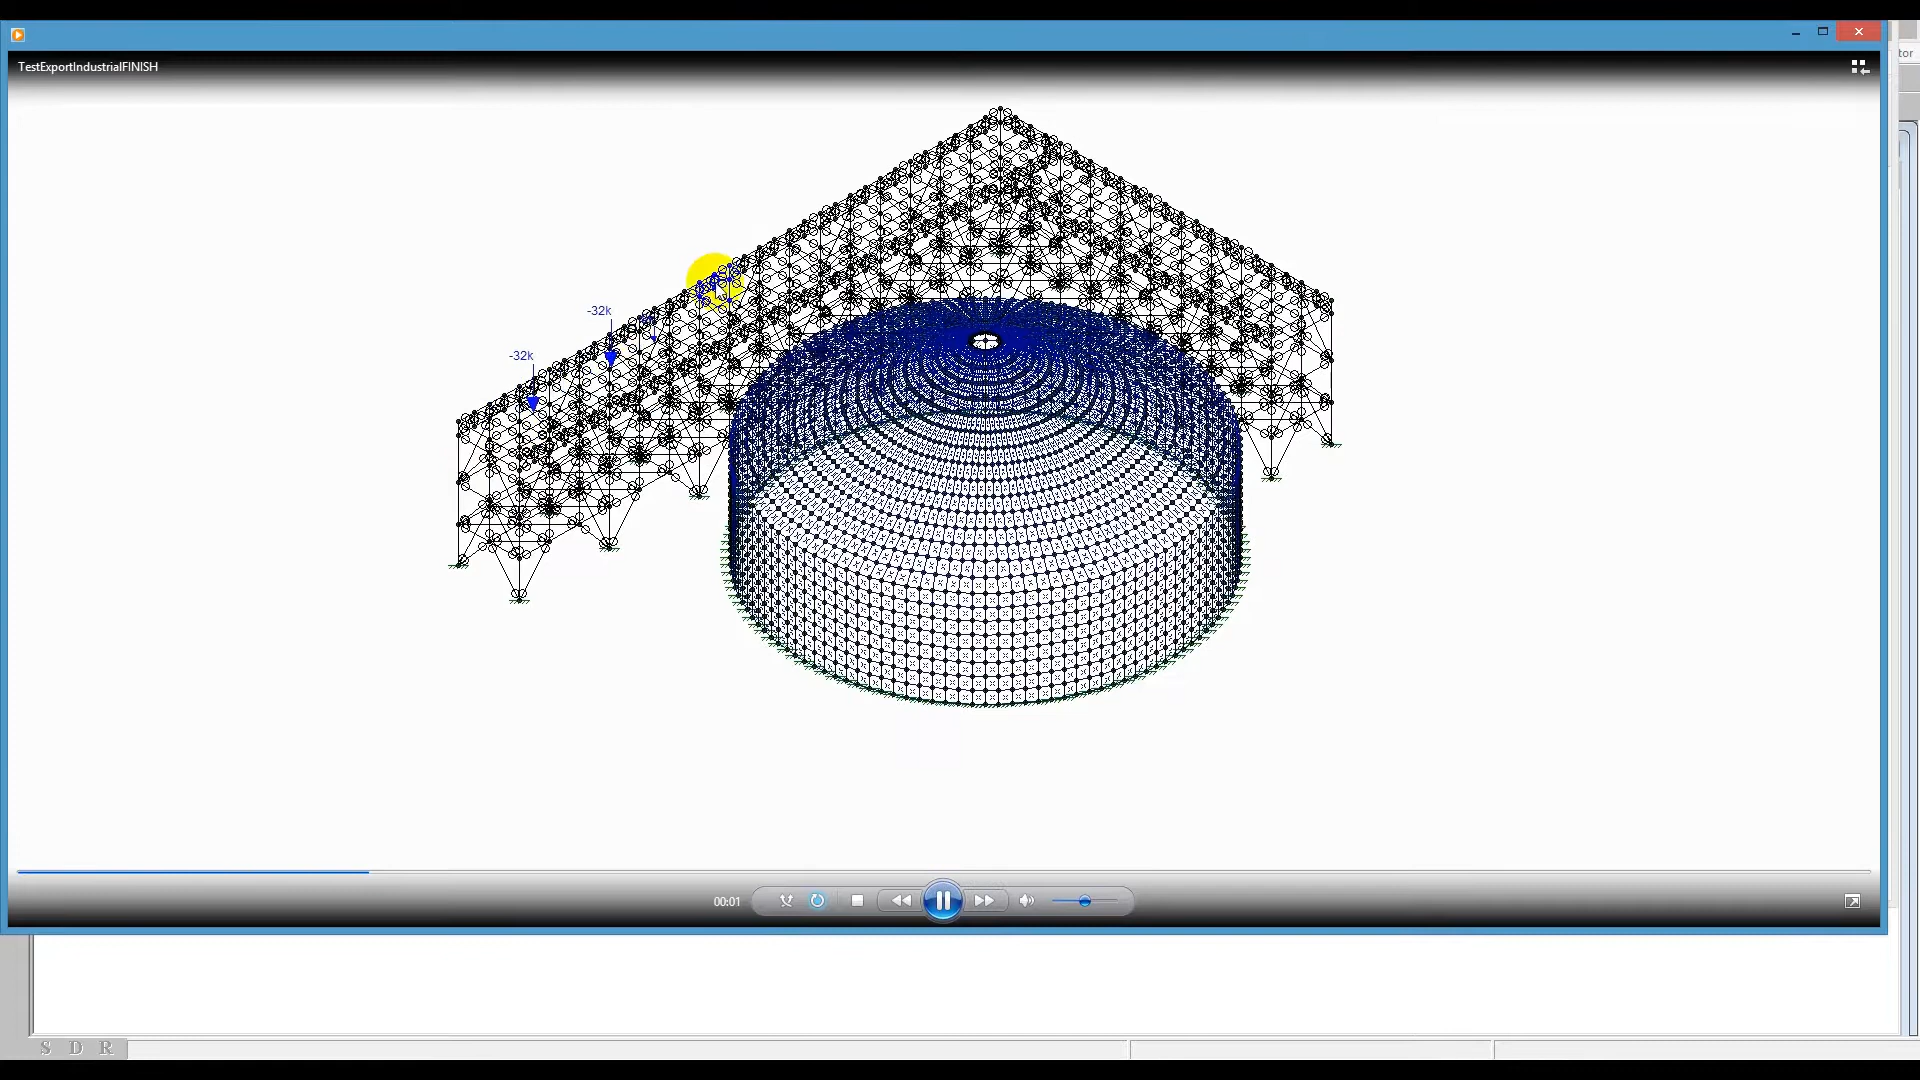 tor
TestExportIndustrialFINISH
-32k
-32k
00:01
S D R